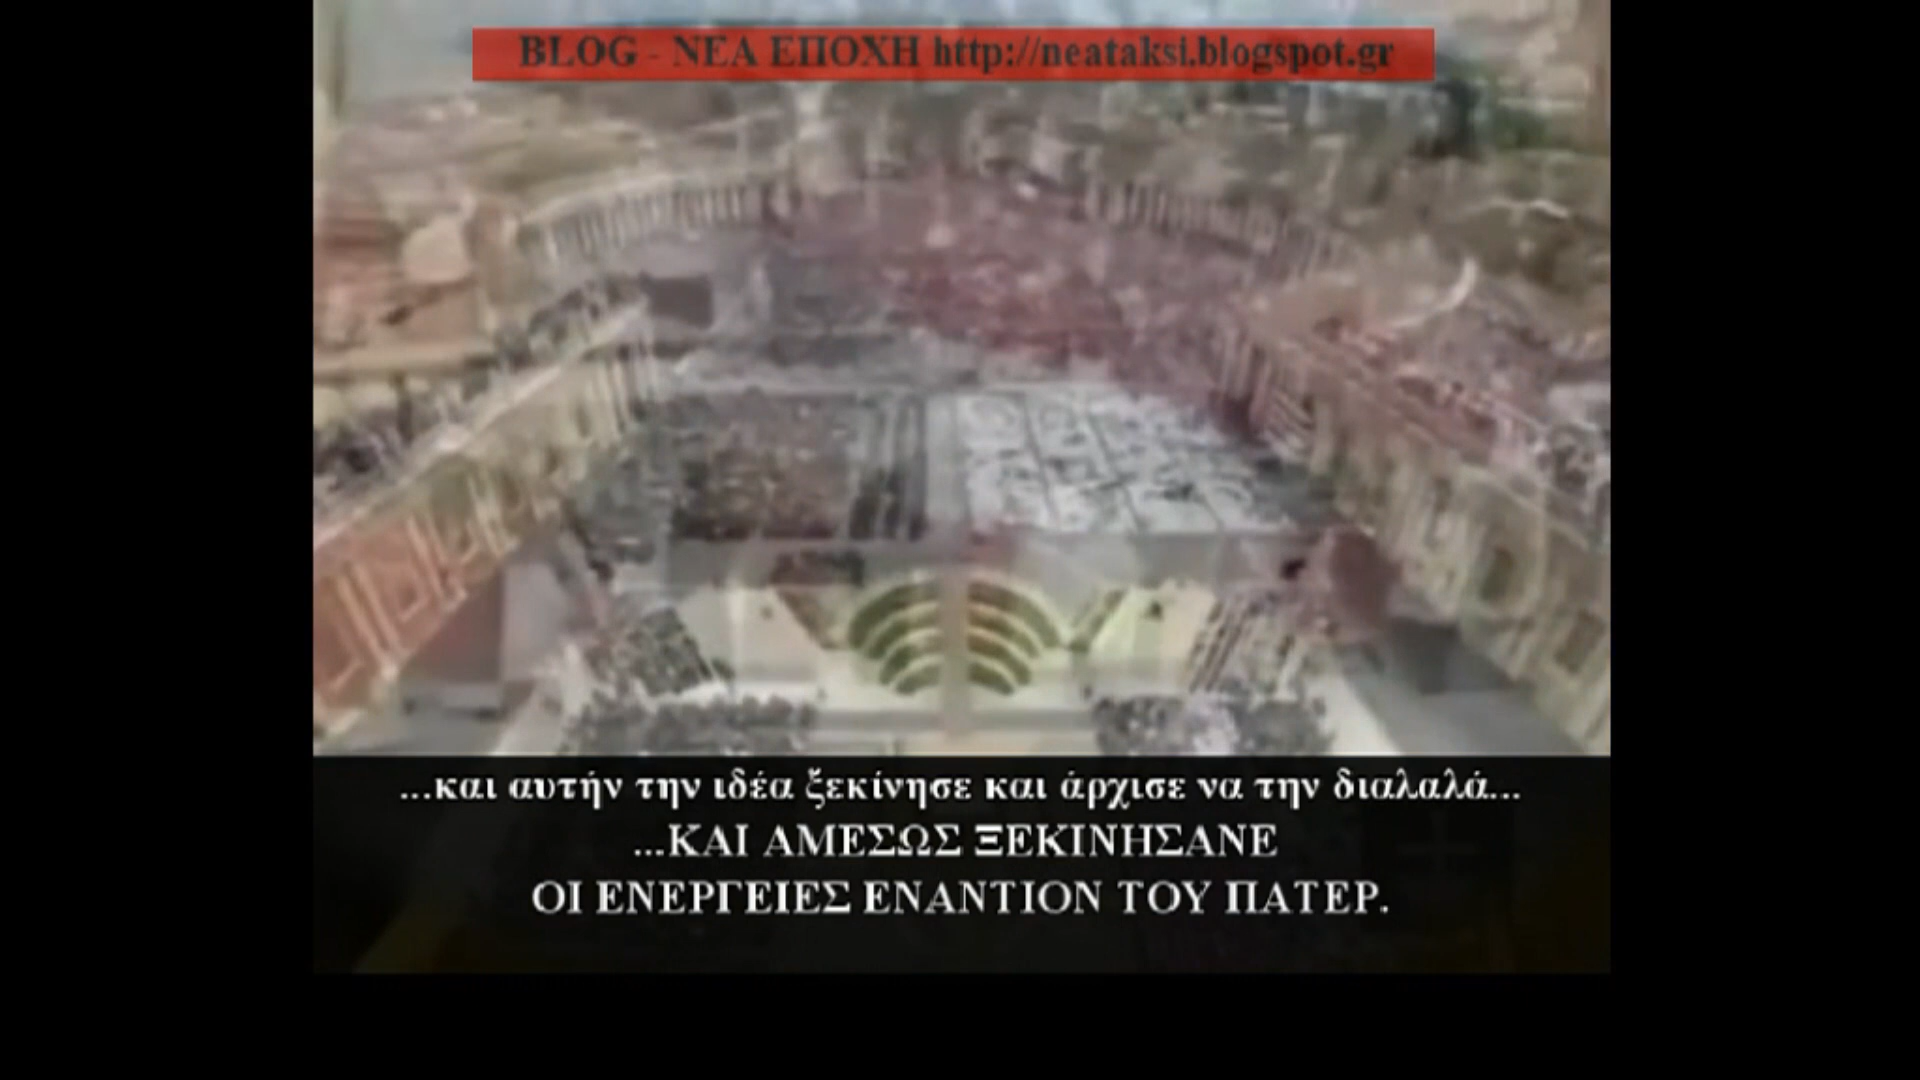 BLOG - ΝΕΑ ΕΠΟΧΗ http://neataksi.blogspot.gr
...και αυτήν την ιδέα ξεκίνησε και άρχισε να την διαλαλά...
...ΚΑΙ ΑΜΕΣΩΣ ΞΕΚΙΝΗΣΑΝΕ
ΟΙ ΕΝΕΡΓΕΙΕΣ ΕΝΑΝΤΙΟΝ ΤΟΥ ΠΑΤΕΡ.